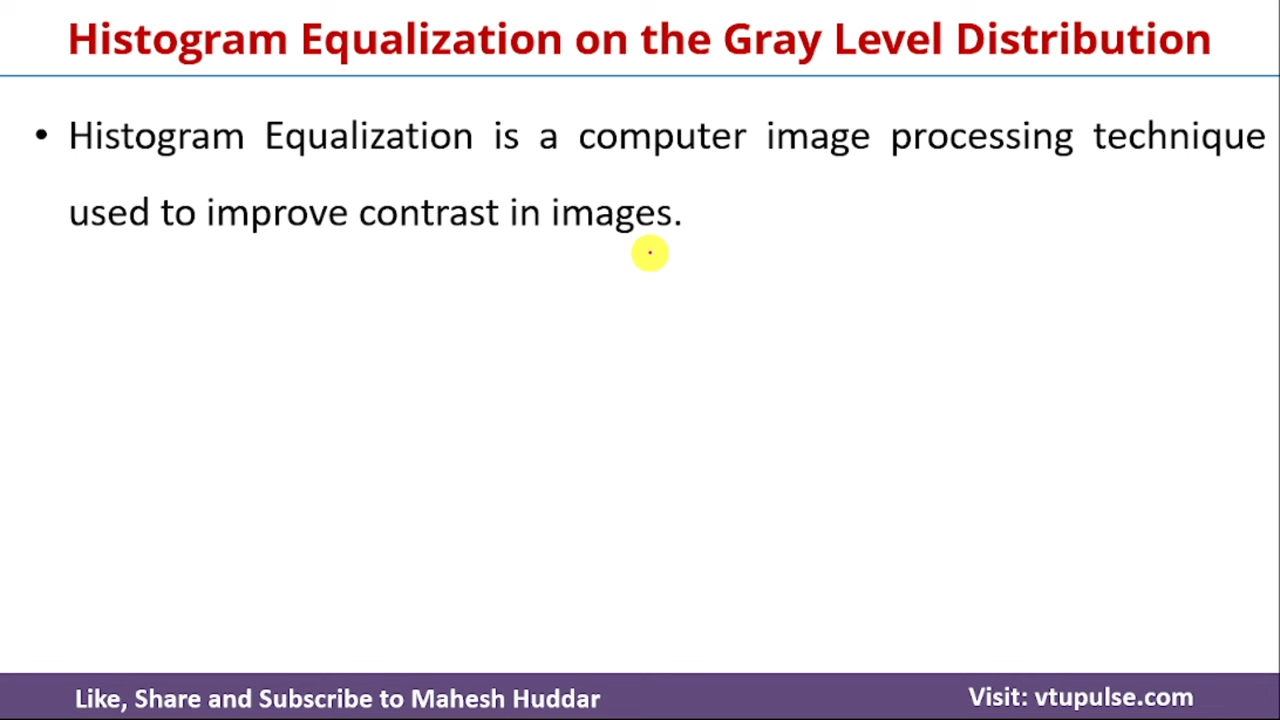 Histogram Equalization on the Gray Level Distribution
• Histogram Equalization is a computer image processing technique
used to improve contrast in images.
Like, Share and Subscribe to Mahesh Huddar
Visit: vtupulse.com